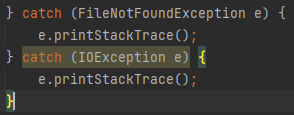 } catch (FileNotFoundException e) {
    e.printStackTrace();
} catch (IOException e) {
    e.printStackTrace();
}